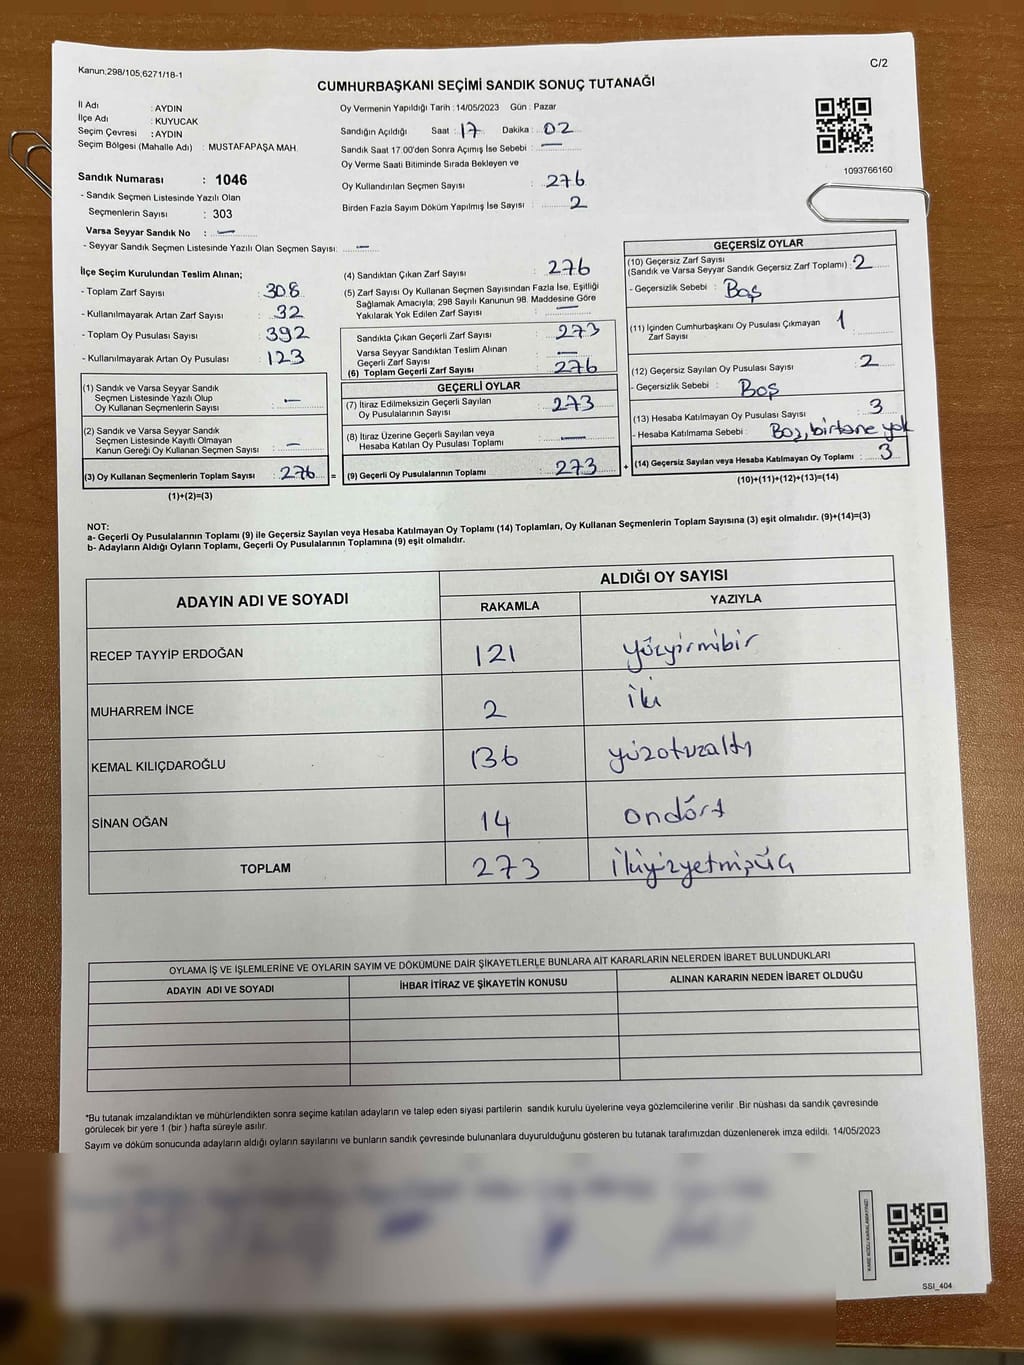 Kanun,298/105,6271/18-1
C/2
CUMHURBAŞKANI SEÇİMİ SANDIK SONUÇ TUTANAĞI
İl Adı : AYDIN
İlçe Adı : KUYUCAK
Seçim Çevresi : AYDIN
Seçim Bölgesi (Mahalle Adı) : MUSTAFAPAŞA MAH.
Sandık Numarası : 1046
- Sandık Seçmen Listesinde Yazılı Olan
Seçmenlerin Sayısı : 303
Varsa Seyyar Sandık No : —
- Seyyar Sandık Seçmen Listesinde Yazılı Olan Seçmen Sayısı: —
Oy Vermenin Yapıldığı Tarih : 14/05/2023 Gün : Pazar
Sandığın Açıldığı Saat : 17 Dakika : 02
Sandık Saat 17:00'den Sonra Açımış İse Sebebi : —
Oy Verme Saati Bitiminde Sırada Bekleyen ve
Oy Kullandırılan Seçmen Sayısı : 276
Birden Fazla Sayım Döküm Yapılmış İse Sayısı : 2
1093766160
İlçe Seçim Kurulundan Teslim Alınan;
- Toplam Zarf Sayısı : 308
- Kullanılmayarak Artan Zarf Sayısı : 32
- Toplam Oy Pusulası Sayısı : 392
- Kullanılmayarak Artan Oy Pusulası : 123
(1) Sandık ve Varsa Seyyar Sandık
Seçmen Listesinde Yazılı Olup
Oy Kullanan Seçmenlerin Sayısı : —
(2) Sandık ve Varsa Seyyar Sandık
Seçmen Listesinde Kayıtlı Olmayan
Kanun Gereği Oy Kullanan Seçmen Sayısı : —
(3) Oy Kullanan Seçmenlerin Toplam Sayısı : 276 =
(1)+(2)=(3)
(4) Sandıktan Çıkan Zarf Sayısı : 276
(5) Zarf Sayısı Oy Kullanan Seçmen Sayısından Fazla İse, Eşitliği
Sağlamak Amacıyla; 298 Sayılı Kanunun 98. Maddesine Göre
Yakılarak Yok Edilen Zarf Sayısı : —
Sandıkta Çıkan Geçerli Zarf Sayısı : 273
Varsa Seyyar Sandıktan Teslim Alınan
Geçerli Zarf Sayısı : —
(6) Toplam Geçerli Zarf Sayısı : 276
GEÇERLİ OYLAR
(7) İtiraz Edilmeksizin Geçerli Sayılan
Oy Pusulalarının Sayısı : 273
(8) İtiraz Üzerine Geçerli Sayılan veya
Hesaba Katılan Oy Pusulası Toplamı : —
(9) Geçerli Oy Pusulalarının Toplamı : 273 +
GEÇERSİZ OYLAR
(10) Geçersiz Zarf Sayısı
(Sandık ve Varsa Seyyar Sandık Geçersiz Zarf Toplamı) : 2
- Geçersizlik Sebebi : Boş
(11) İçinden Cumhurbaşkanı Oy Pusulası Çıkmayan
Zarf Sayısı : 1
(12) Geçersiz Sayılan Oy Pusulası Sayısı : 2
- Geçersizlik Sebebi : Boş
(13) Hesaba Katılmayan Oy Pusulası Sayısı : 3
- Hesaba Katılmama Sebebi : Boş, birtane yok
(14) Geçersiz Sayılan veya Hesaba Katılmayan Oy Toplamı : 3
(10)+(11)+(12)+(13)=(14)
NOT:
a- Geçerli Oy Pusulalarının Toplamı (9) ile Geçersiz Sayılan veya Hesaba Katılmayan Oy Toplamı (14) Toplamları, Oy Kullanan Seçmenlerin Toplam Sayısına (3) eşit olmalıdır. (9)+(14)=(3)
b- Adayların Aldığı Oyların Toplamı, Geçerli Oy Pusulalarının Toplamına (9) eşit olmalıdır.
ADAYIN ADI VE SOYADI ALDIĞI OY SAYISI
RAKAMLA YAZIYLA
RECEP TAYYİP ERDOĞAN 121 yüzyirmibir
MUHARREM İNCE 2 iki
KEMAL KILIÇDAROĞLU 136 yüzotuzaltı
SİNAN OĞAN 14 ondört
TOPLAM 273 ikiyüzyetmişüç
OYLAMA İŞ VE İŞLEMLERİNE VE OYLARIN SAYIM VE DÖKÜMÜNE DAİR ŞİKAYETLERLE BUNLARA AİT KARARLARIN NELERDEN İBARET BULUNDUKLARI
ADAYIN ADI VE SOYADI İHBAR İTİRAZ VE ŞİKAYETİN KONUSU ALINAN KARARIN NEDEN İBARET OLDUĞU
*Bu tutanak imzalandıktan ve mühürlendikten sonra seçime katılan adayların ve talep eden siyasi partilerin sandık kurulu üyelerine veya gözlemcilerine verilir .Bir nüshası da sandık çevresinde
görülecek bir yere 1 (bir ) hafta süreyle asılır.
Sayım ve döküm sonucunda adayların aldığı oyların sayılarını ve bunların sandık çevresinde bulunanlara duyurulduğunu gösteren bu tutanak tarafımızdan düzenlenerek imza edildi. 14/05/2023
SSI_404